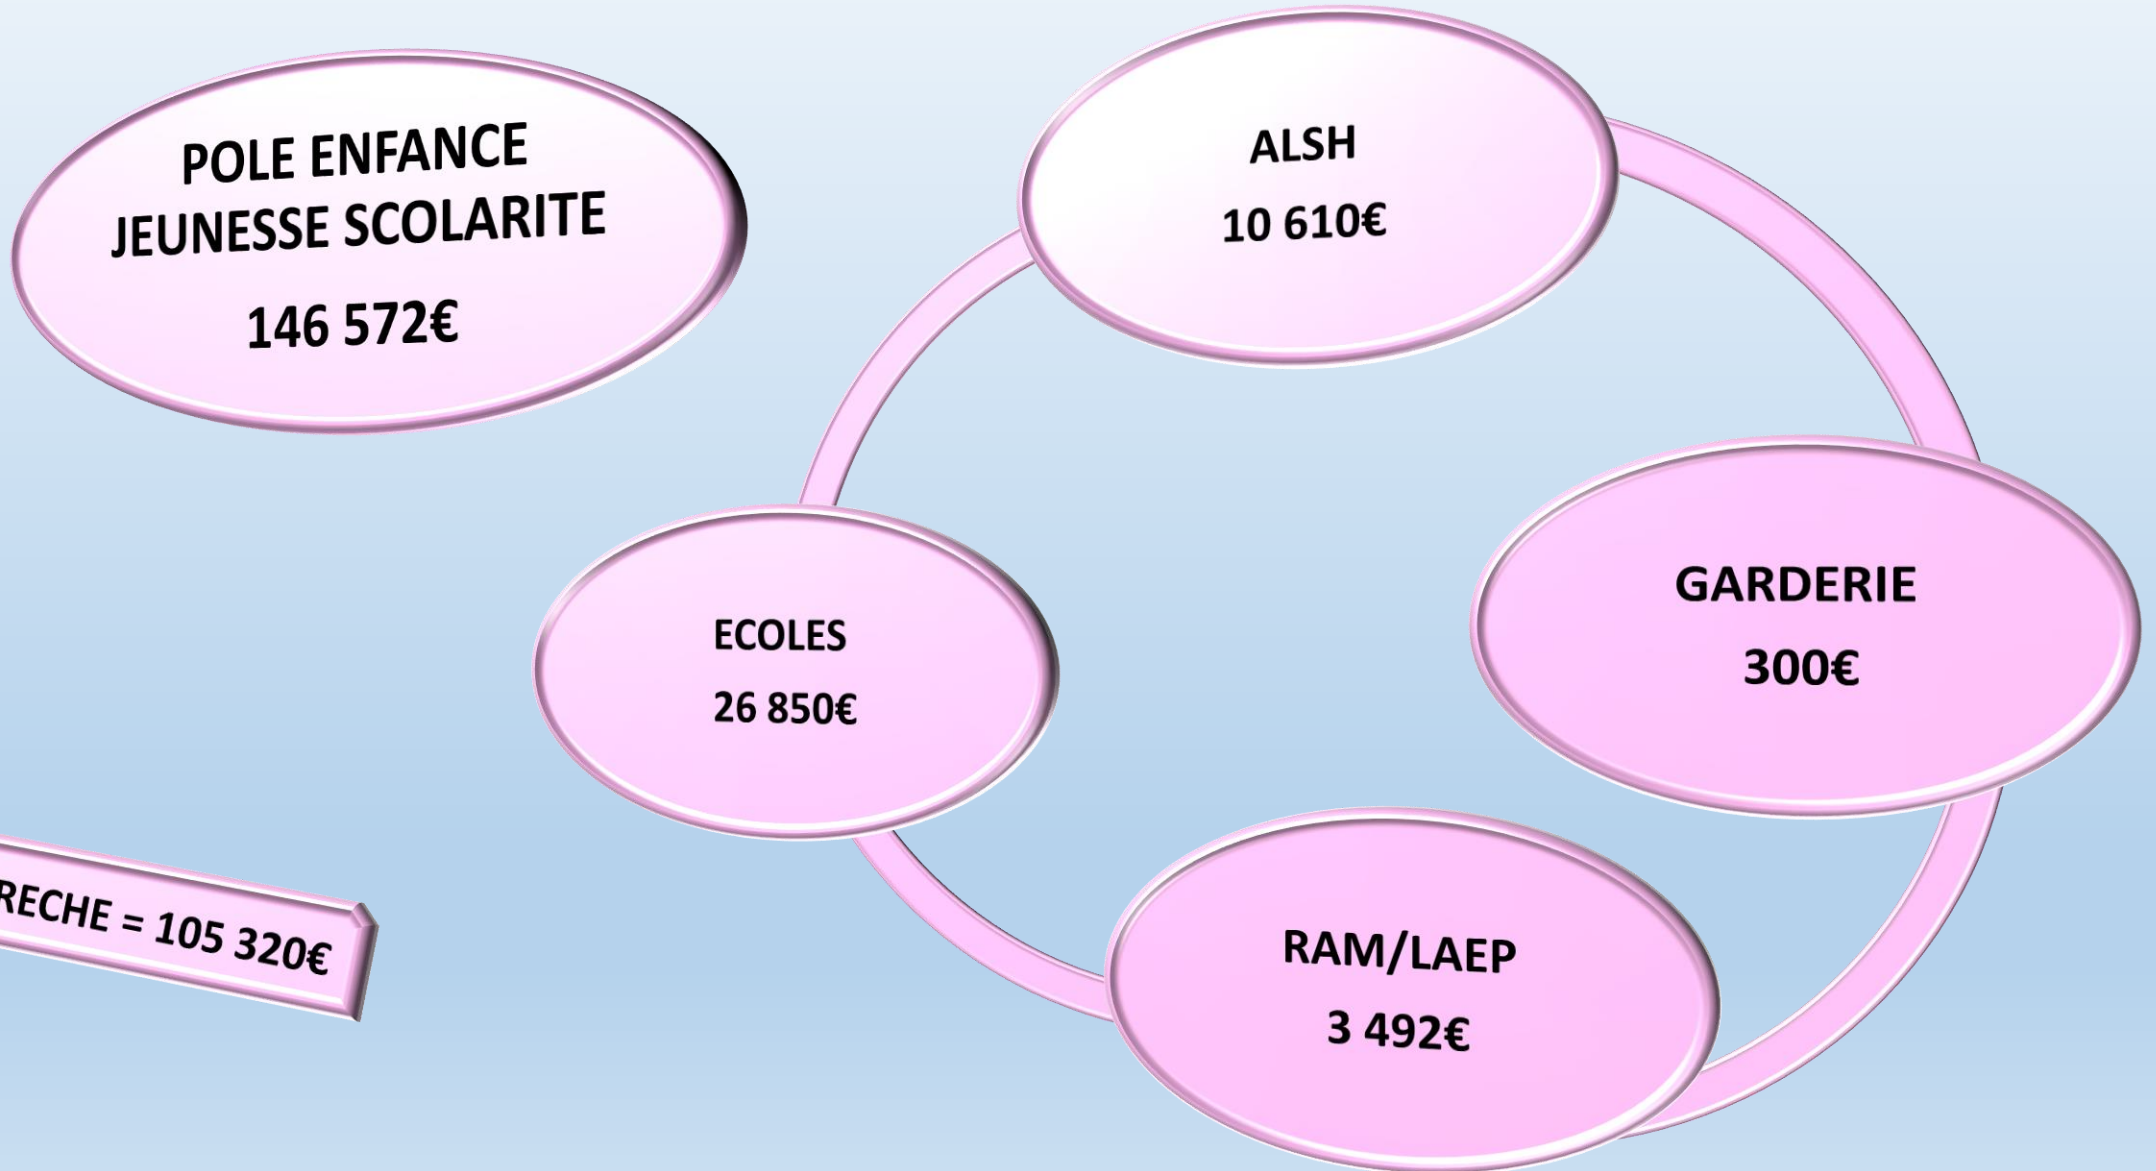 POLE ENFANCE
JEUNESSE SCOLARITE
146 572€
ALSH
10 610€
GARDERIE
300€
ECOLES
26 850€
RAM/LAEP
3 492€
RECHE = 105 320€